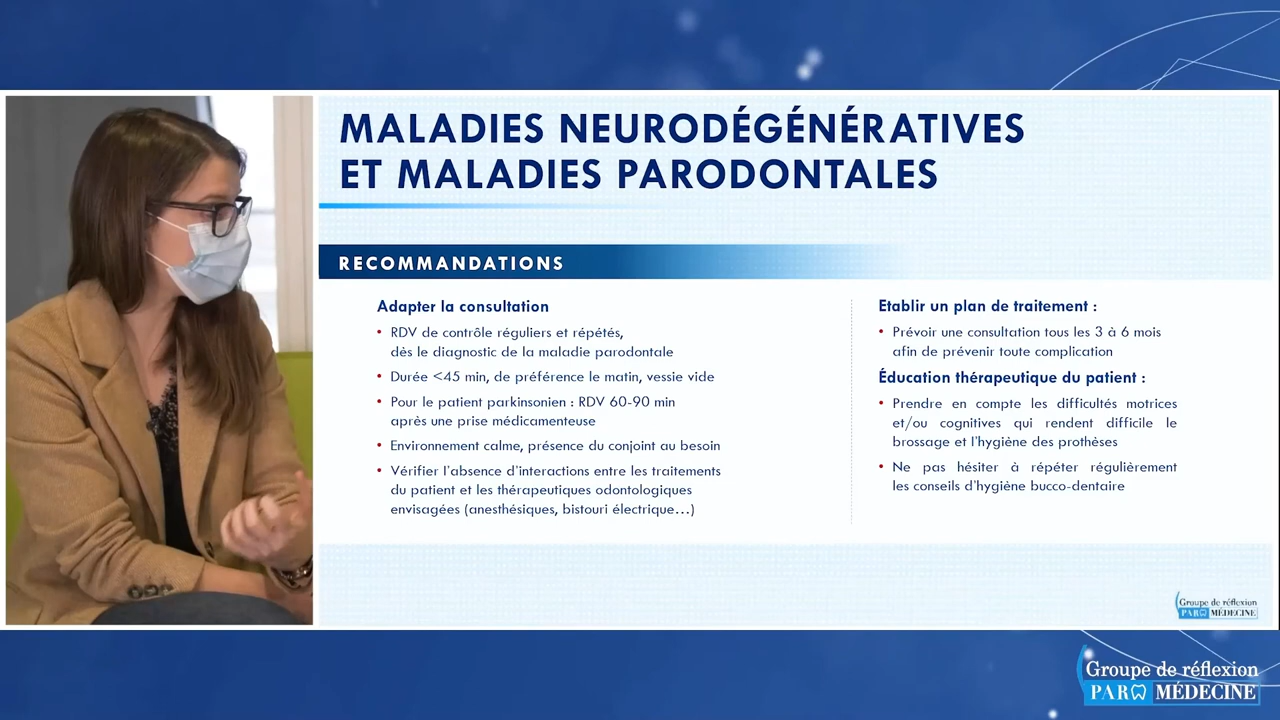 MALADIES NEURODÉGÉNÉRATIVES
ET MALADIES PARODONTALES
RECOMMANDATIONS
Adapter la consultation
• RDV de contrôle réguliers et répétés,
dès le diagnostic de la maladie parodontale
• Durée <45 min, de préférence le matin, vessie vide
• Pour le patient parkinsonien : RDV 60-90 min
après une prise médicamenteuse
• Environnement calme, présence du conjoint au besoin
• Vérifier l'absence d'interactions entre les traitements
du patient et les thérapeutiques odontologiques
envisagées (anesthésiques, bistouri électrique...)
Etablir un plan de traitement :
• Prévoir une consultation tous les 3 à 6 mois
afin de prévenir toute complication
Éducation thérapeutique du patient :
• Prendre en compte les difficultés motrices
et/ou cognitives qui rendent difficile le
brossage et l'hygiène des prothèses
• Ne pas hésiter à répéter régulièrement
les conseils d'hygiène bucco-dentaire
Groupe de réflexion
PARO MÉDECINE
Groupe de réflexion
PARO MÉDECINE